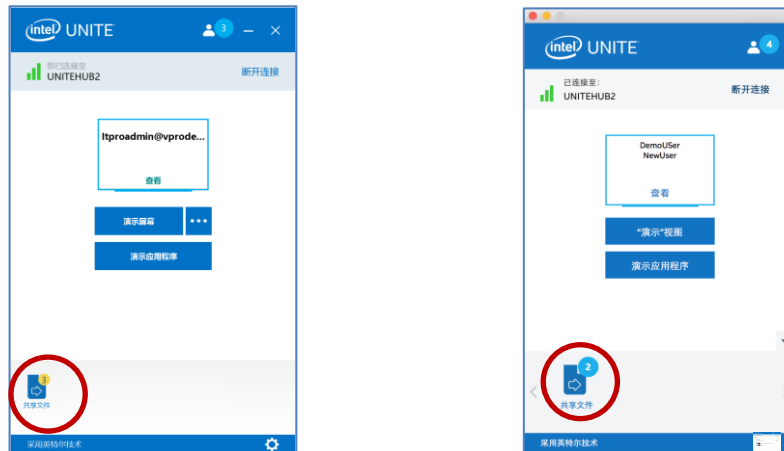 intel UNITE
3
您已连接至
UNITEHUB2
断开连接
Itproadmin@vprode...
查看
演示屏幕
演示应用程序
3
共享文件
采用英特尔技术
intel UNITE
4
已连接至:
UNITEHUB2
断开连接
DemoUSer
NewUser
查看
"演示"视图
演示应用程序
2
共享文件
采用英特尔技术